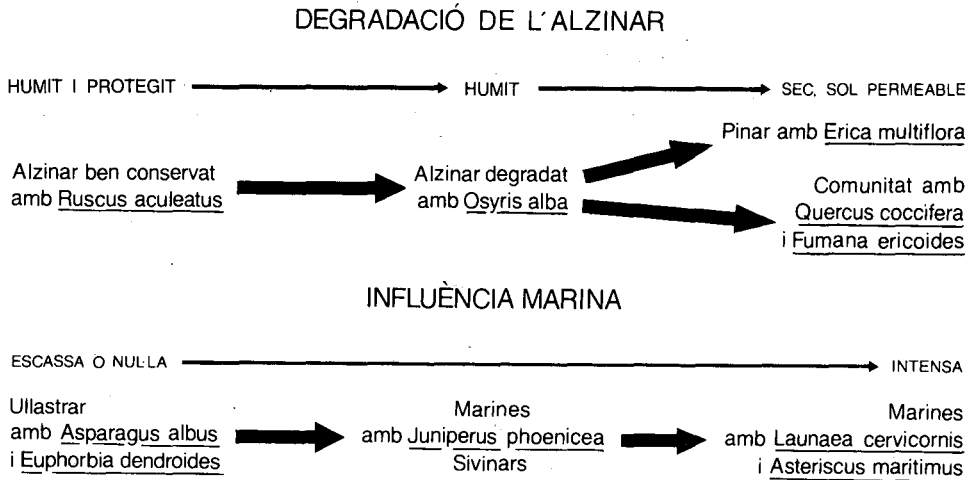 DEGRADACIÓ DE L'ALZINAR
HUMIT I PROTEGIT HUMIT SEC, SOL PERMEABLE
Pinar amb Erica multiflora
Alzinar ben conservat
amb Ruscus aculeatus
Alzinar degradat
amb Osyris alba
Comunitat amb
Quercus coccifera
i Fumana ericoides
INFLUÈNCIA MARINA
ESCASSA O NUL·LA INTENSA
Ullastrar
amb Asparagus albus
i Euphorbia dendroides
Marines
amb Juniperus phoenicea
Sivinars
Marines
amb Launaea cervicornis
i Asteriscus maritimus